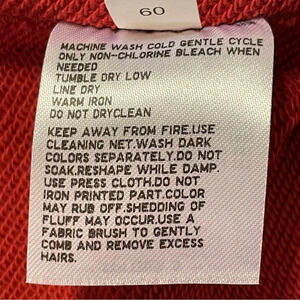 60
MACHINE WASH COLD GENTLE CYCLE
ONLY NON-CHLORINE BLEACH WHEN
NEEDED
TUMBLE DRY LOW
LINE DRY
WARM IRON
DO NOT DRYCLEAN
KEEP AWAY FROM FIRE.USE
CLEANING NET.WASH DARK
COLORS SEPARATELY.DO NOT
SOAK.RESHAPE WHILE DAMP.
USE PRESS CLOTH.DO NOT
IRON PRINTED PART.COLOR
MAY RUB OFF.SHEDDING OF
FLUFF MAY OCCUR.USE A
FABRIC BRUSH TO GENTLY
COMB AND REMOVE EXCESS
HAIRS.